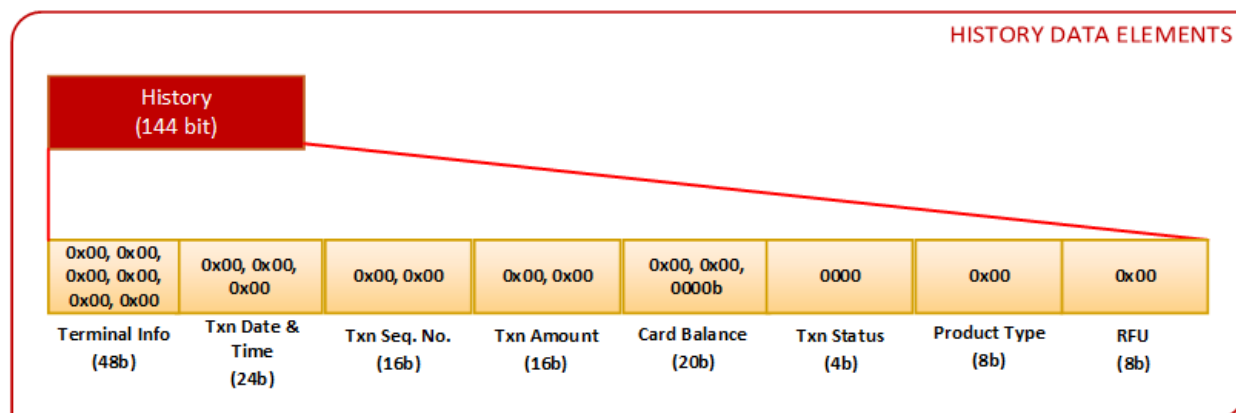 HISTORY DATA ELEMENTS
History
(144 bit)
0x00, 0x00,
0x00, 0x00,
0x00, 0x00
0x00, 0x00,
0x00
0x00, 0x00
0x00, 0x00
0x00, 0x00,
0000b
0000
0x00
0x00
Terminal Info
(48b)
Txn Date &
Time
(24b)
Txn Seq. No.
(16b)
Txn Amount
(16b)
Card Balance
(20b)
Txn Status
(4b)
Product Type
(8b)
RFU
(8b)